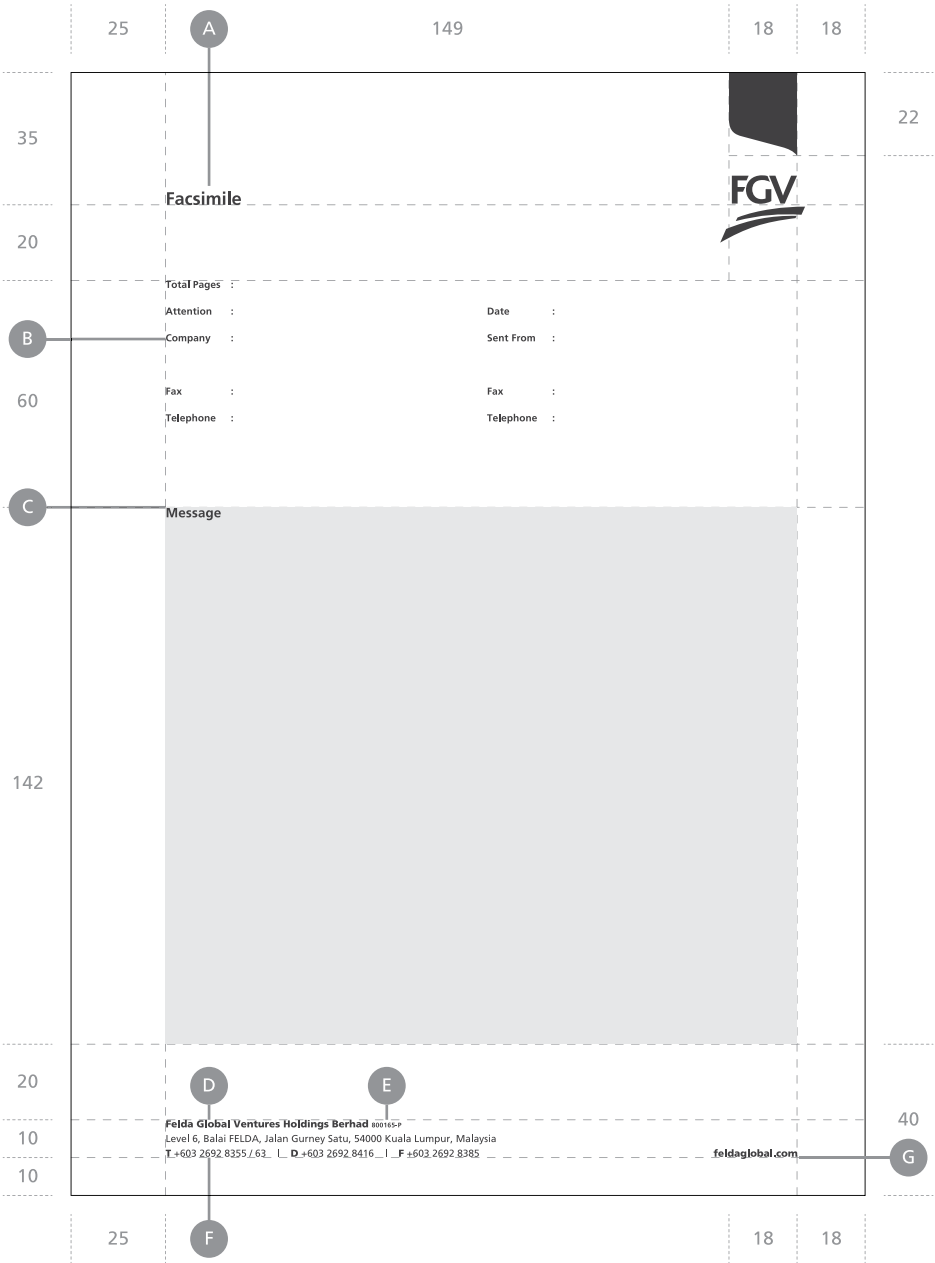 25 A 149 18 18
35
22
Facsimile
FGV
20
Total Pages :
Attention : Date :
B Company : Sent From :
60
Fax : Fax :
Telephone : Telephone :
C Message
142
20 D E
40
Felda Global Ventures Holdings Berhad 800165-P
10 Level 6, Balai FELDA, Jalan Gurney Satu, 54000 Kuala Lumpur, Malaysia
T +603 2692 8355 / 63 | D +603 2692 8416 | F +603 2692 8385 feldaglobal.com G
10
25 F 18 18